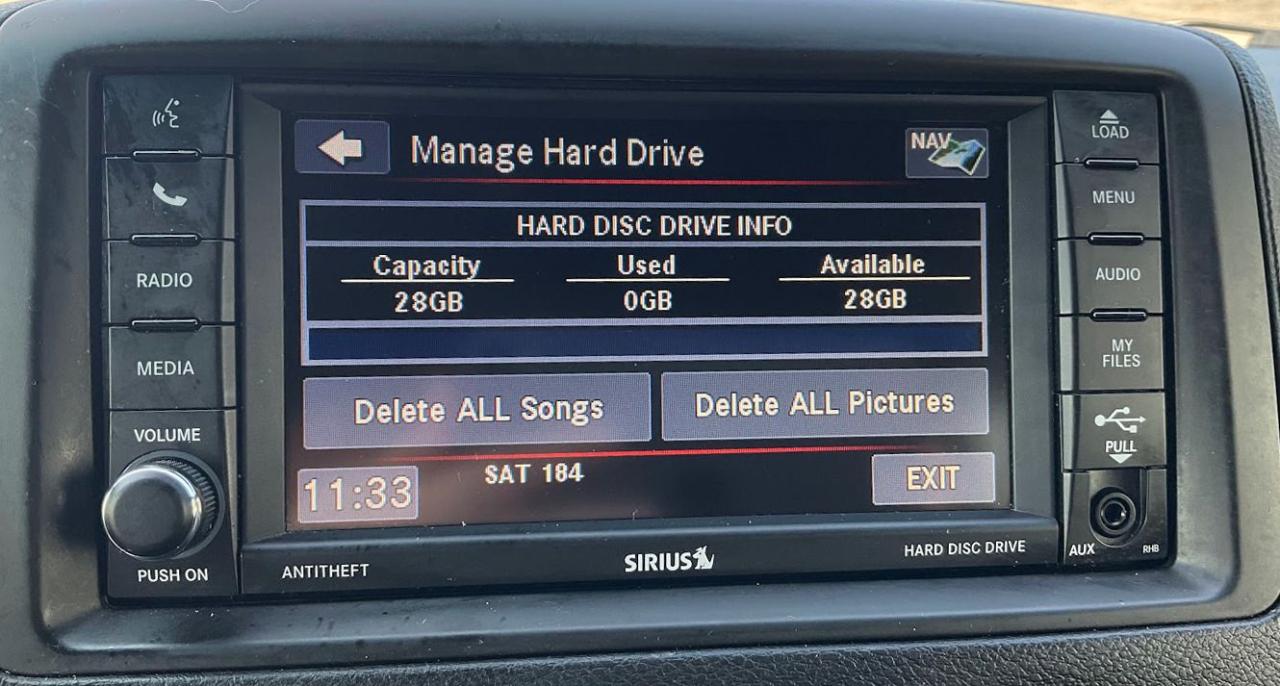 Manage Hard Drive
NAV
HARD DISC DRIVE INFO
Capacity Used Available
28GB 0GB 28GB
Delete ALL Songs Delete ALL Pictures
11:33 SAT 184 EXIT
RADIO
MEDIA
VOLUME
PUSH ON
LOAD
MENU
AUDIO
MY
FILES
PULL
AUX RHB
ANTITHEFT SIRIUS HARD DISC DRIVE